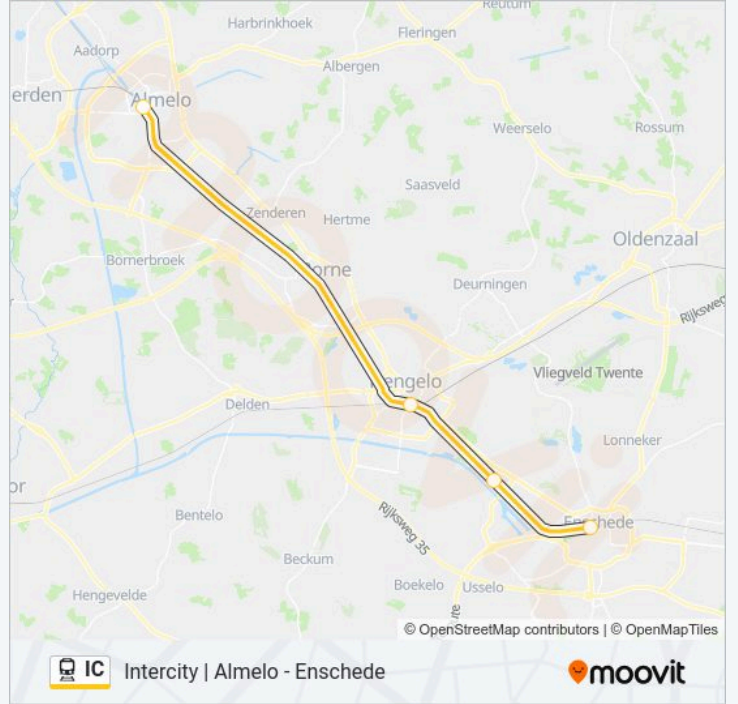 Reutum
Harbrinkhoek
Fleringen
Aadorp
Albergen
erden
Almelo
Weerselo
Rossum
Saasveld
Zenderen
Hertme
Oldenzaal
Bornerbroek
orne
Deurningen
Rijksweg
Vliegveld Twente
engelo
Delden
Lonneker
or
Bentelo
Rijksweg 35
Enschede
Beckum
Boekelo
Usselo
Hengevelde
© OpenStreetMap contributors | © OpenMapTiles
IC
Intercity | Almelo - Enschede
moovit